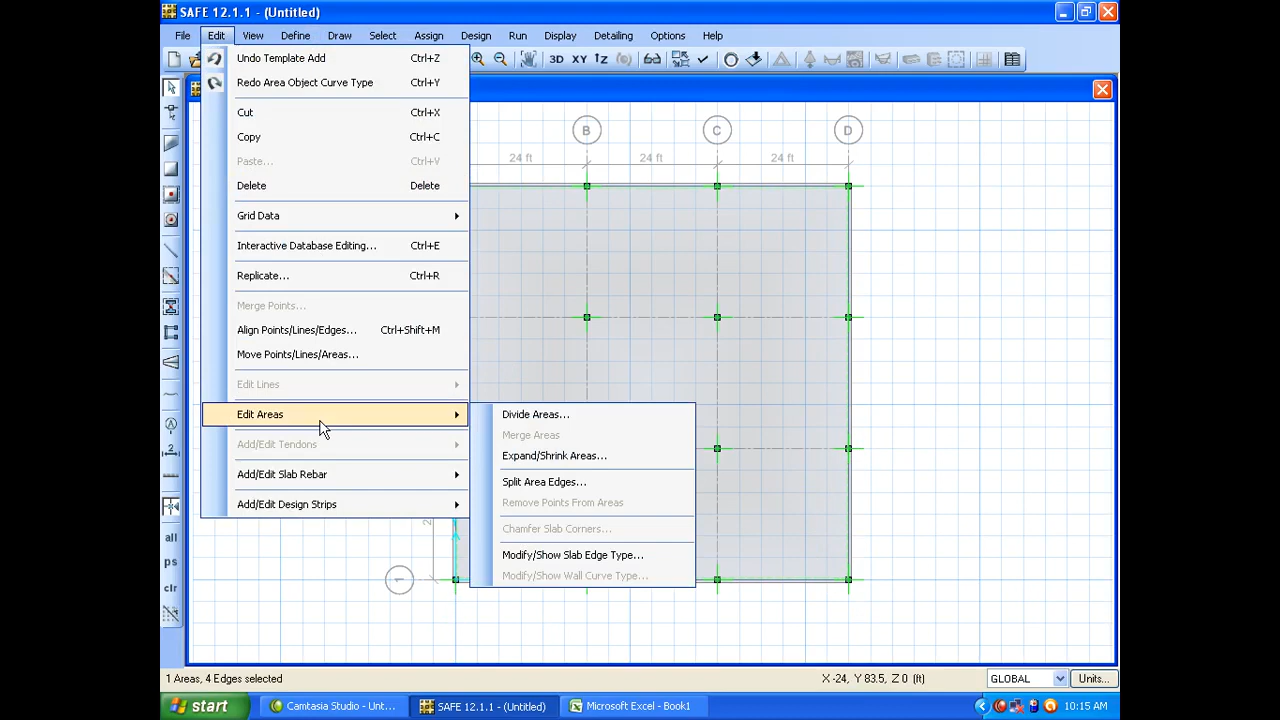 SAFE 12.1.1 - (Untitled)
File Edit View Define Draw Select Assign Design Run Display Detailing Options Help
3D
Undo Template Add Ctrl+Z
Redo Area Object Curve Type Ctrl+Y
Cut Ctrl+X
Copy Ctrl+C
Paste... Ctrl+V
Delete Delete
Grid Data
Interactive Database Editing... Ctrl+E
Replicate... Ctrl+R
Merge Points...
Align Points/Lines/Edges... Ctrl+Shift+M
Move Points/Lines/Areas...
Edit Lines
Edit Areas
Add/Edit Tendons
Add/Edit Slab Rebar
Add/Edit Design Strips
Divide Areas...
Merge Areas
Expand/Shrink Areas...
Split Area Edges...
Remove Points From Areas
Chamfer Slab Corners...
Modify/Show Slab Edge Type...
Modify/Show Wall Curve Type...
B C D
24 ft 24 ft 24 ft
2
1
all
ps
clr
1 Areas, 4 Edges selected
X -24, Y 83.5, Z 0 (ft)
GLOBAL
Units...
start
Camtasia Studio - Unt...
SAFE 12.1.1 - (Untitled)
Microsoft Excel - Book1
10:15 AM